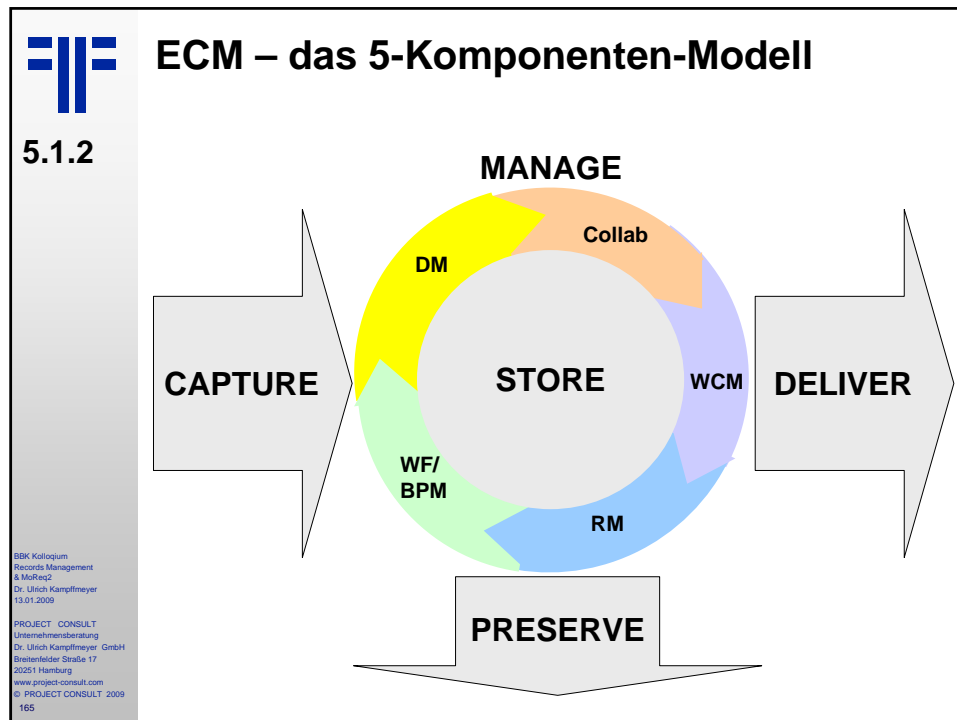 ECM – das 5-Komponenten-Modell
5.1.2
MANAGE
Collab
DM
CAPTURE
STORE
WCM
DELIVER
WF/
BPM
RM
PRESERVE
BBK Kolloqium
Records Management
& MoReq2
Dr. Ulrich Kampffmeyer
13.01.2009
PROJECT CONSULT
Unternehmensberatung
Dr. Ulrich Kampffmeyer GmbH
Breitenfelder Straße 17
20251 Hamburg
www.project-consult.com
© PROJECT CONSULT 2009
165